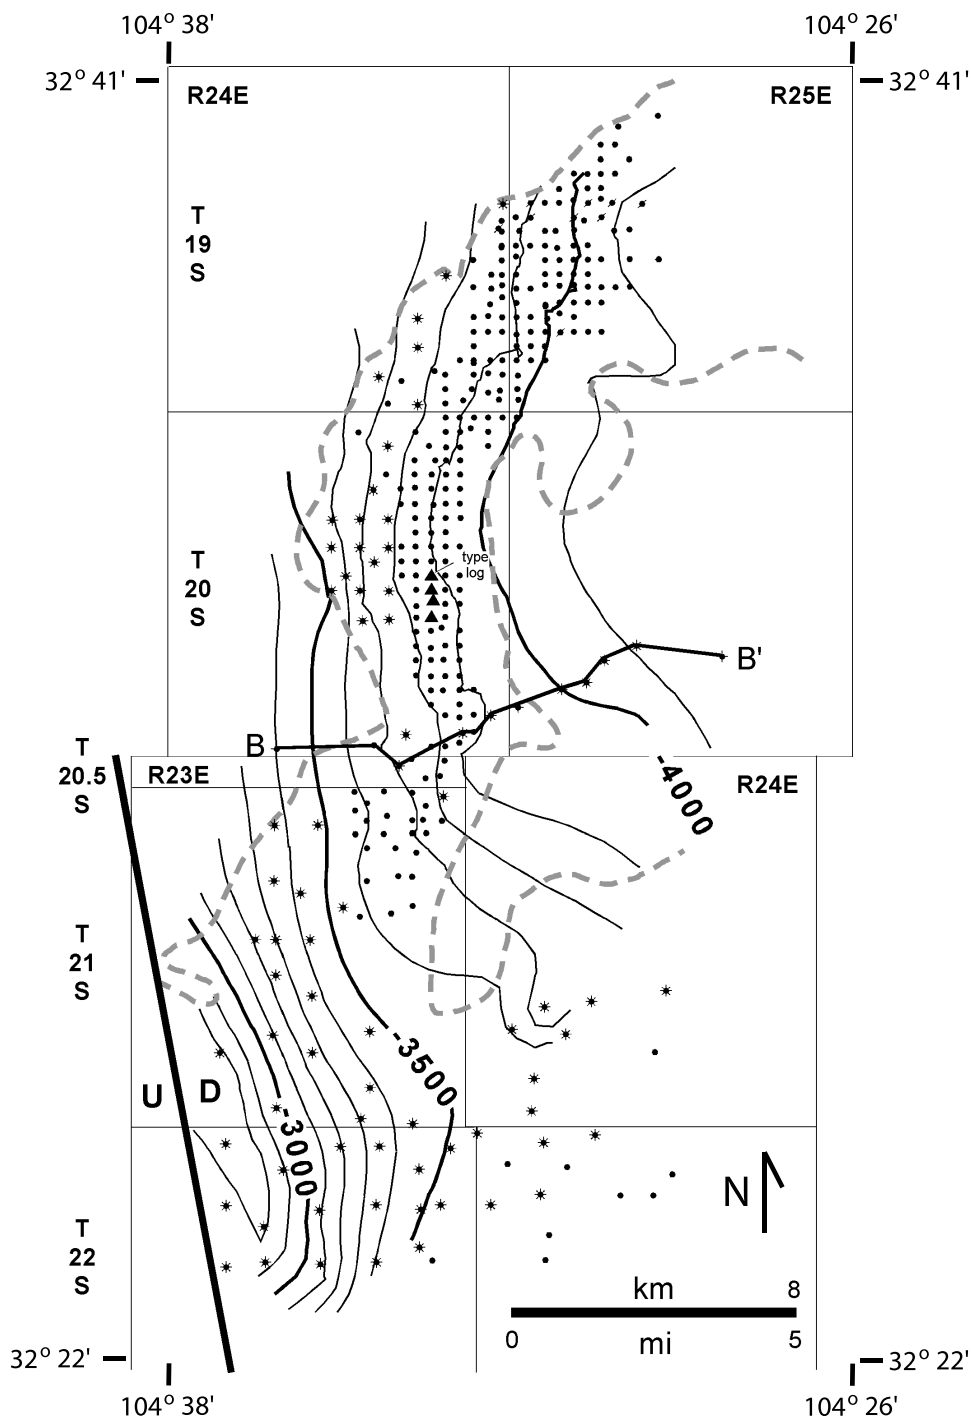 104° 38'
104° 26'
32° 41'
32° 41'
R24E
R25E
T
19
S
T
20
S
type
log
B
B'
T
20.5
S
R23E
R24E
-4000
T
21
S
-3500
U
D
-3000
N
T
22
S
km
8
0
mi
5
32° 22'
32° 22'
104° 38'
104° 26'